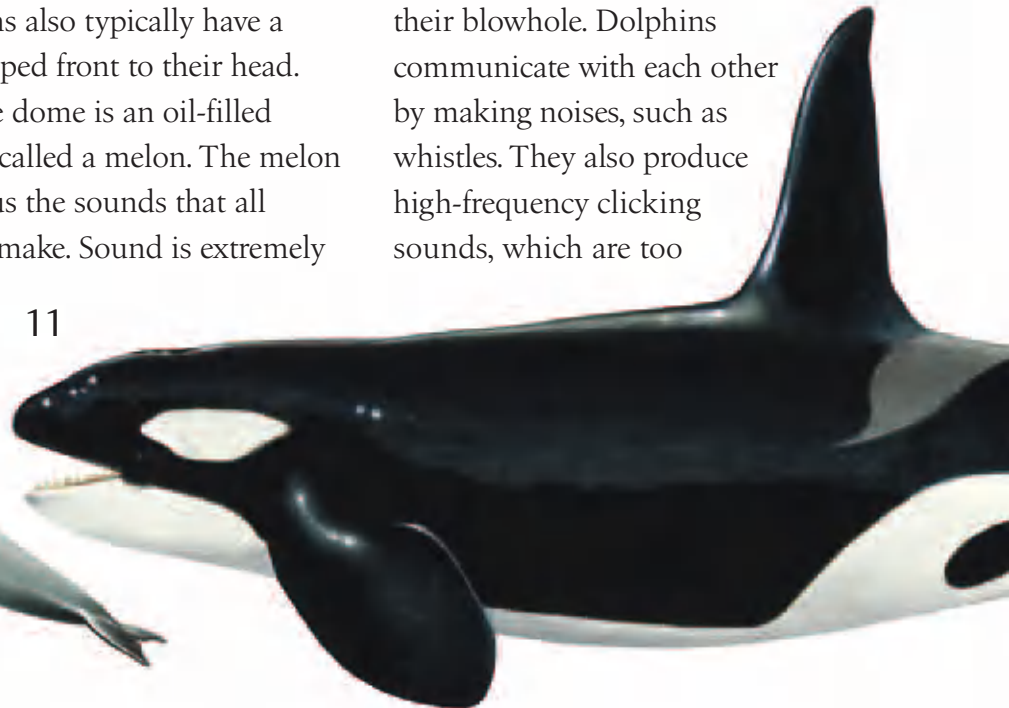 ns also typically have a
ped front to their head.
e dome is an oil-filled
called a melon. The melon
us the sounds that all
make. Sound is extremely
their blowhole. Dolphins
communicate with each other
by making noises, such as
whistles. They also produce
high-frequency clicking
sounds, which are too
11